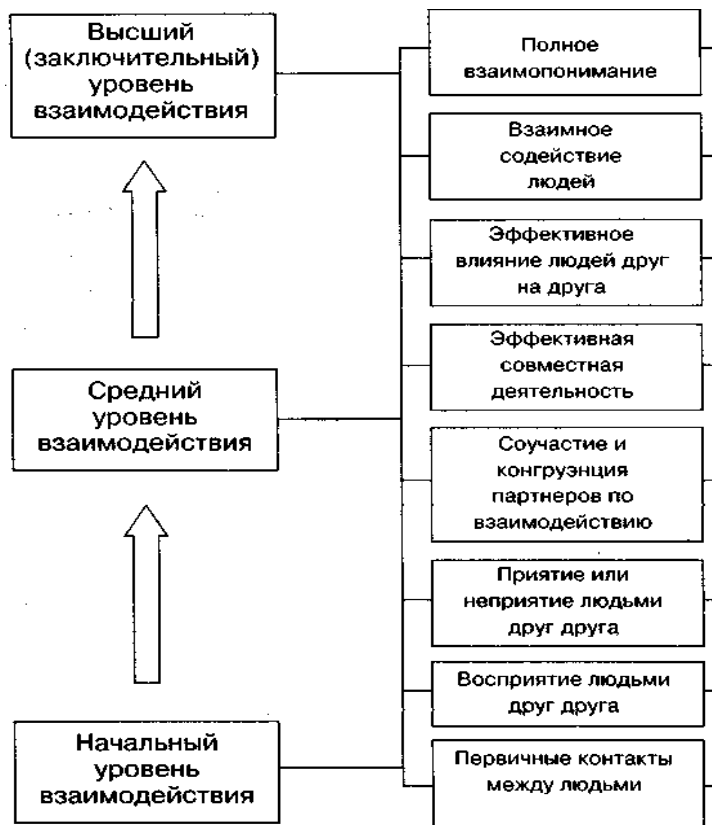 Высший
(заключительный)
уровень
взаимодействия
Средний
уровень
взаимодействия
Начальный
уровень
взаимодействия
Полное
взаимопонимание
Взаимное
содействие
людей
Эффективное
влияние людей друг
на друга
Эффективная
совместная
деятельность
Соучастие и
конгруэнция
партнеров по
взаимодействию
Приятие или
неприятие людьми
друг друга
Восприятие людьми
друг друга
Первичные контакты
между людьми